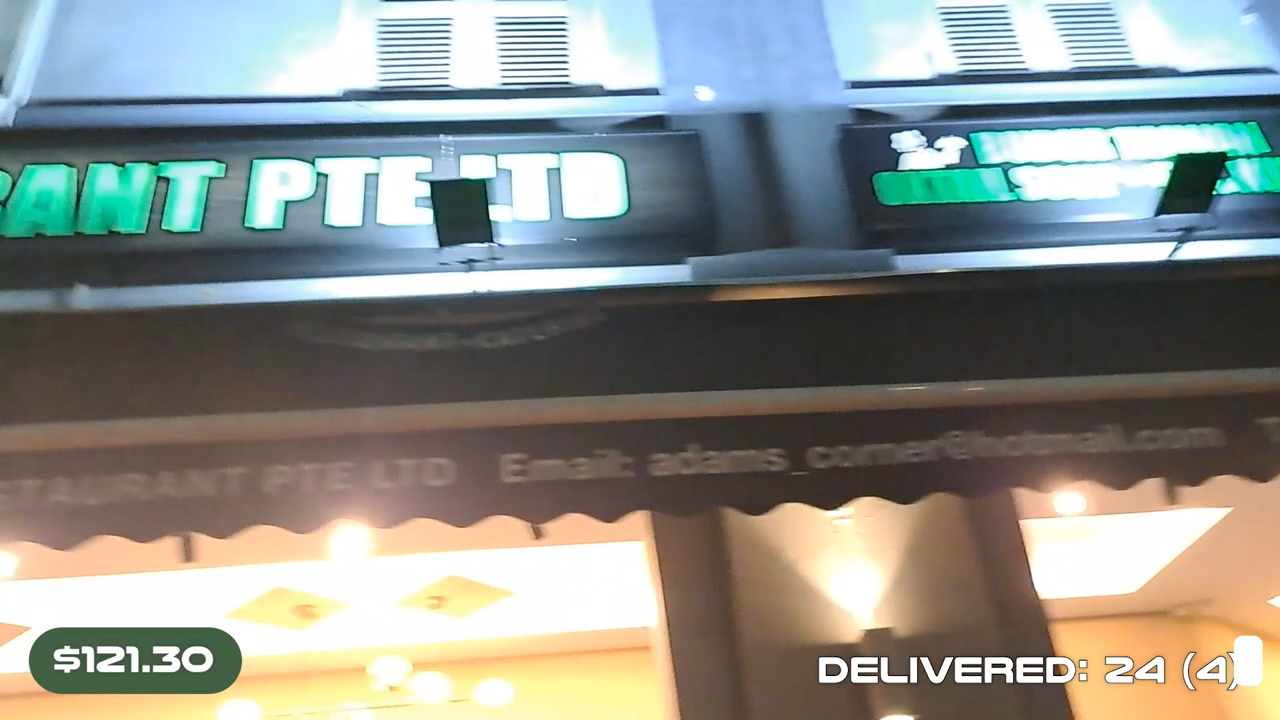 RANT PTE LTD
STAURANT PTE LTD Email: adams_corner@hotmail.com T
$121.30
DELIVERED: 24 (4)